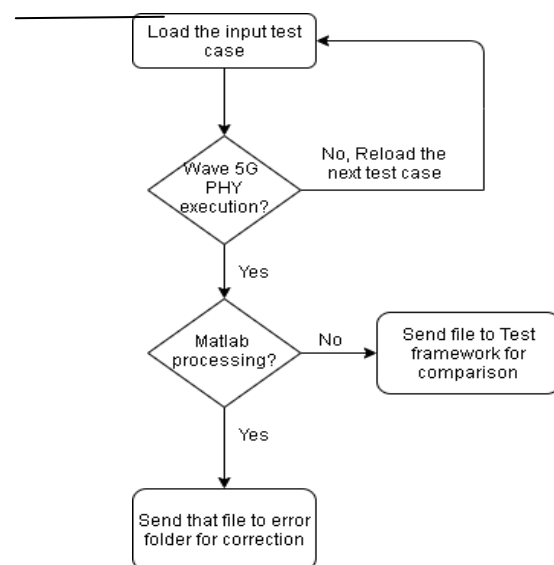 Load the input test
case
Wave 5G
PHY
execution?
No, Reload the
next test case
Yes
Matlab
processing?
No
Send file to Test
framework for
comparison
Yes
Send that file to error
folder for correction